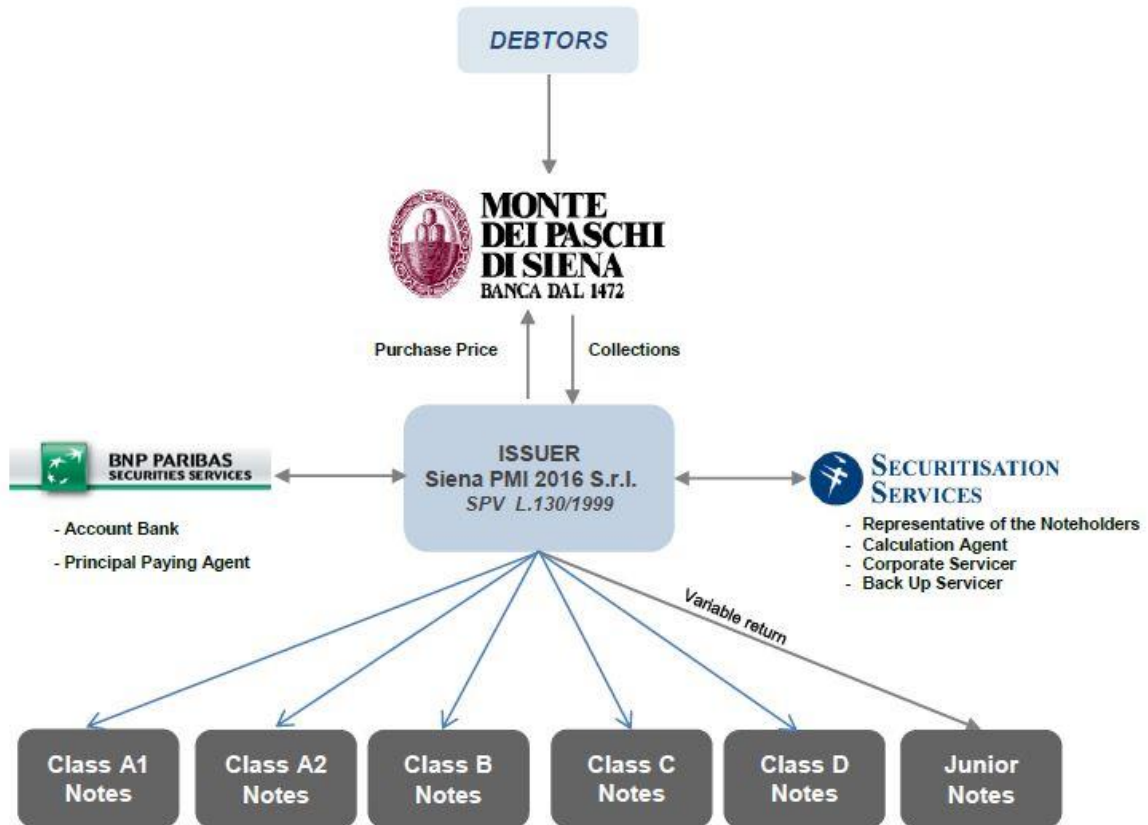 DEBTORS
MONTE
DEI PASCHI
DI SIENA
BANCA DAL 1472
Purchase Price
Collections
BNP PARIBAS
SECURITIES SERVICES
- Account Bank
- Principal Paying Agent
ISSUER
Siena PMI 2016 S.r.l.
SPV L.130/1999
SECURITISATION
SERVICES
- Representative of the Noteholders
- Calculation Agent
- Corporate Servicer
- Back Up Servicer
Variable return
Class A1
Notes
Class A2
Notes
Class B
Notes
Class C
Notes
Class D
Notes
Junior
Notes